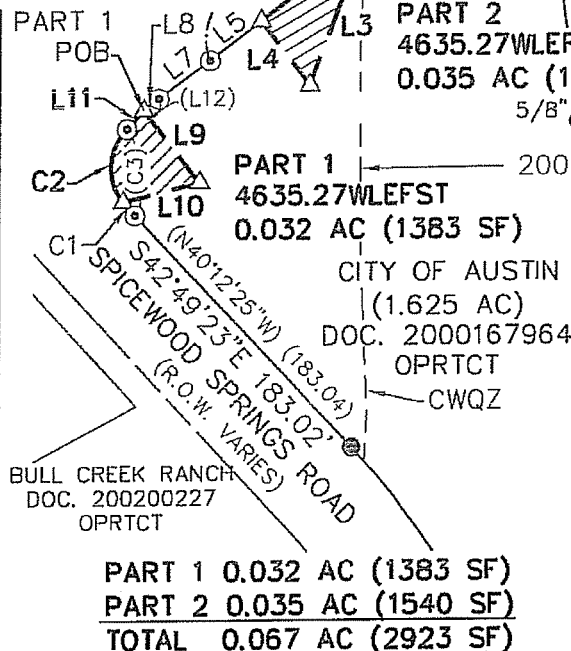 PART 1
POB
L8
L7
L5
L4
L3
PART 2
4635.27WLEF
0.035 AC (1
5/8"
L11
(L12)
L9
C2
(C3)
L10
C1
PART 1
4635.27WLEFST
0.032 AC (1383 SF)
200
CITY OF AUSTIN
(1.625 AC)
DOC. 2000167964
OPRTCT
CWQZ
(N40°12'25"W) (183.04)
S42°49'23"E 183.02'
SPICEWOOD SPRINGS ROAD
(R.O.W. VARIES)
BULL CREEK RANCH
DOC. 200200227
OPRTCT
PART 1 0.032 AC (1383 SF)
PART 2 0.035 AC (1540 SF)
TOTAL 0.067 AC (2923 SF)